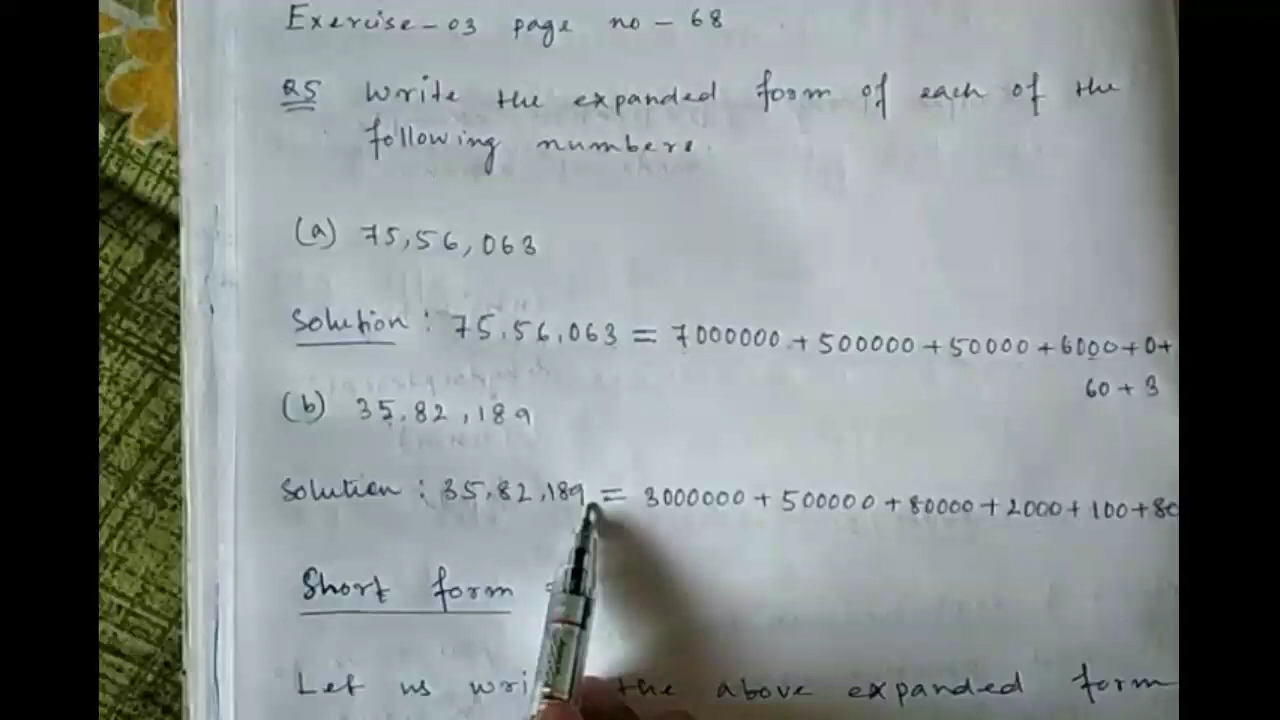 Exercise-03 page no - 68
Q5 Write the expanded form of each of the
following numbers.
(a) 75,56,063
Solution : 75,56,063 = 7000000 + 500000 + 50000 + 6000 + 0 +
60 + 3
(b) 35,82,189
Solution : 35,82,189 = 3000000 + 500000 + 80000 + 2000 + 100 + 80
Short form
Let us the above expanded form